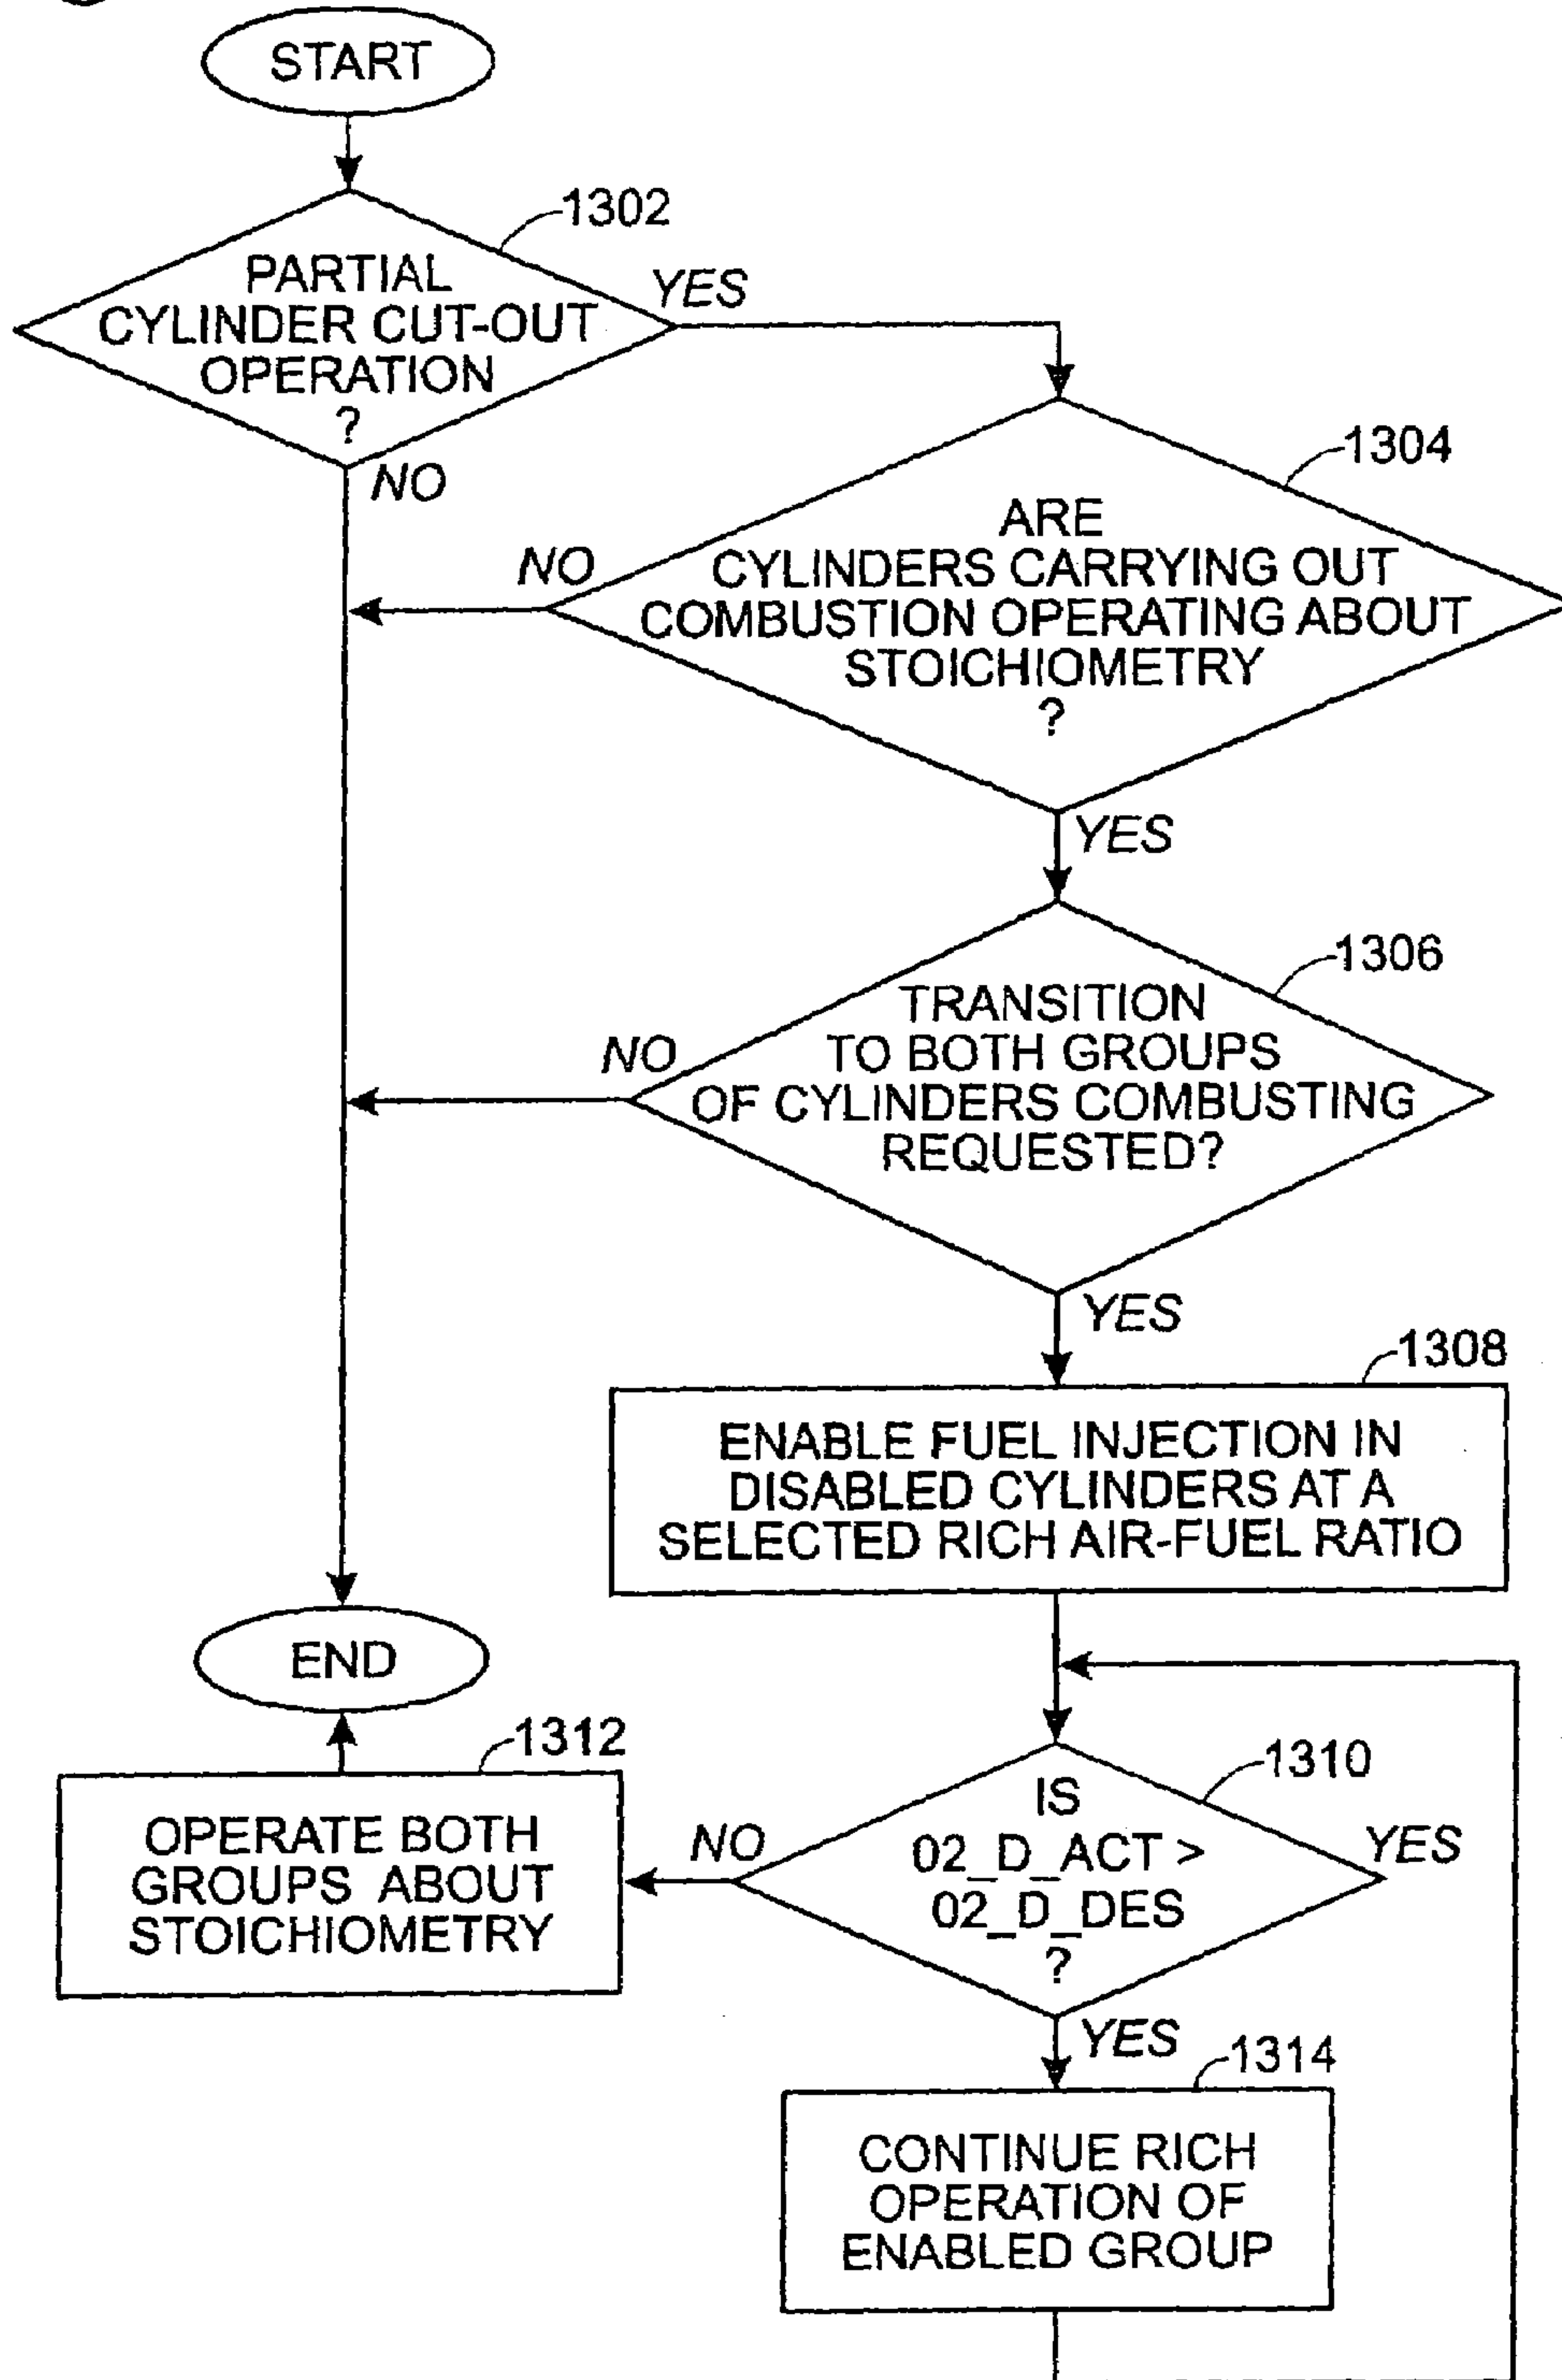 START
1302
PARTIAL
CYLINDER CUT-OUT
OPERATION
?
YES
NO
1304
ARE
CYLINDERS CARRYING OUT
COMBUSTION OPERATING ABOUT
STOICHIOMETRY
?
NO
YES
1306
TRANSITION
TO BOTH GROUPS
OF CYLINDERS COMBUSTING
REQUESTED?
NO
YES
1308
ENABLE FUEL INJECTION IN
DISABLED CYLINDERS AT A
SELECTED RICH AIR-FUEL RATIO
END
1310
IS
02_D_ACT >
02_D_DES
?
YES
NO
1312
OPERATE BOTH
GROUPS ABOUT
STOICHIOMETRY
YES
1314
CONTINUE RICH
OPERATION OF
ENABLED GROUP